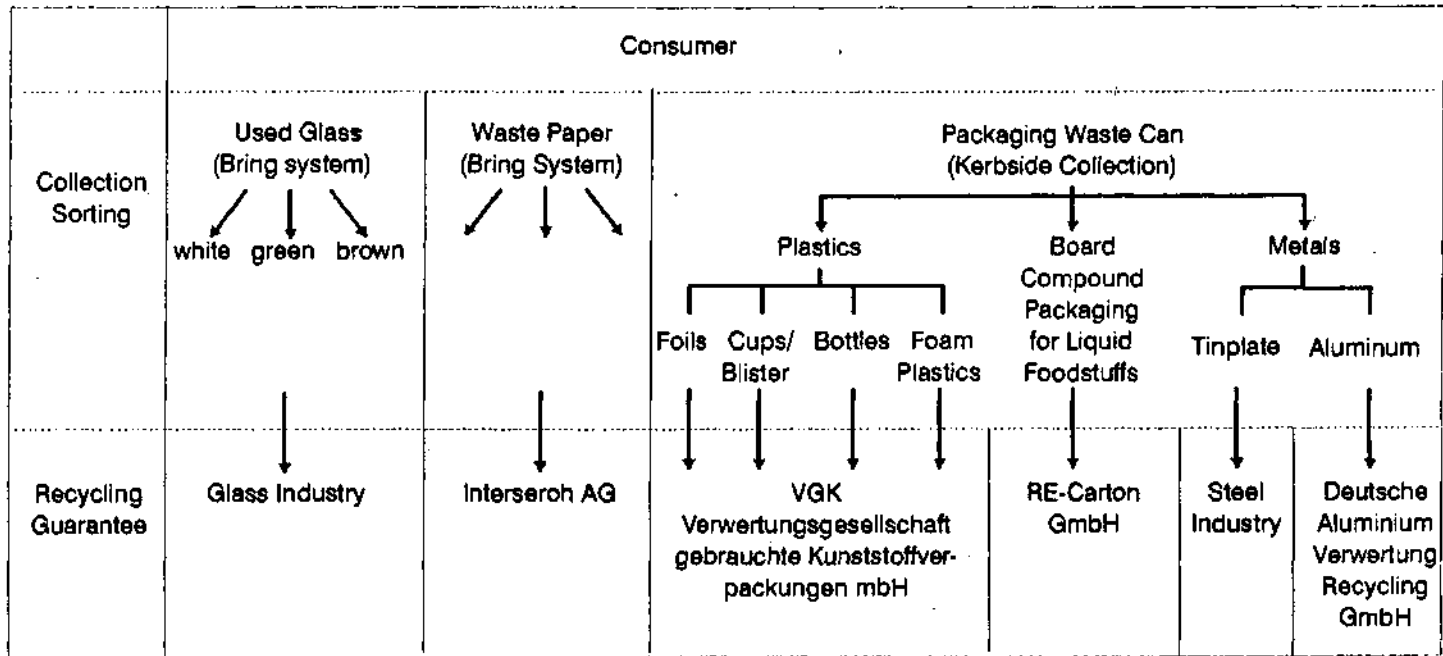 Consumer
Collection
Sorting
Used Glass
(Bring system)
white green brown
Waste Paper
(Bring System)
Packaging Waste Can
(Kerbside Collection)
Plastics
Foils
Cups/
Blister
Bottles
Foam
Plastics
Board
Compound
Packaging
for Liquid
Foodstuffs
Metals
Tinplate
Aluminum
Recycling
Guarantee
Glass Industry
Interseroh AG
VGK
Verwertungsgesellschaft
gebrauchte Kunststoffver-
packungen mbH
RE-Carton
GmbH
Steel
Industry
Deutsche
Aluminium
Verwertung
Recycling
GmbH